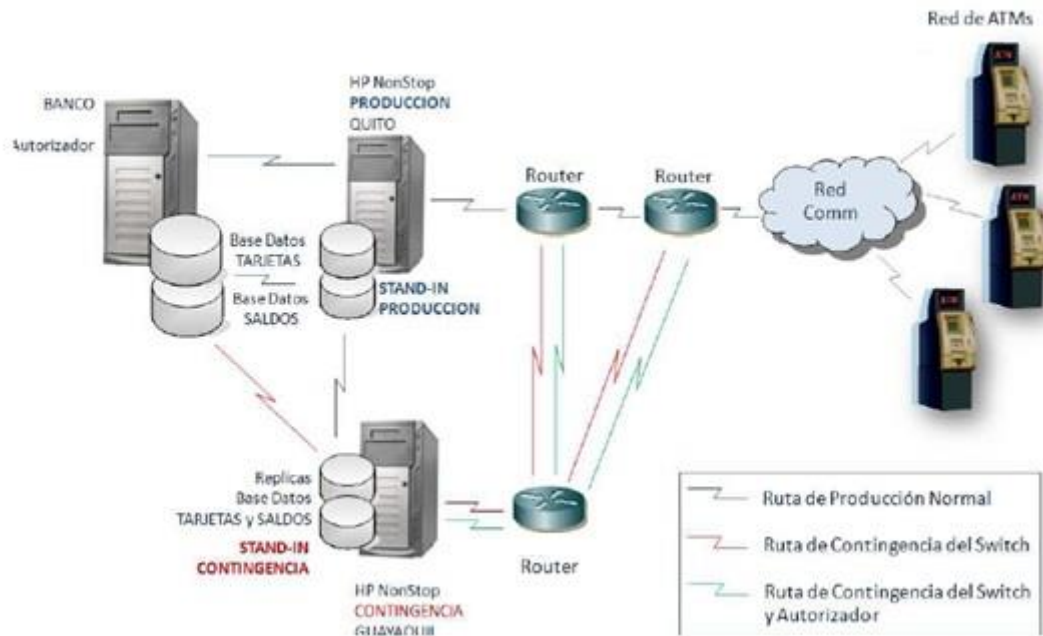 Red de ATMs
HP NonStop
PRODUCCION
QUITO
BANCO
Autorizador
Router
Router
Red
Comm
Base Datos
TARJETAS
Base Datos
SALDOS
STAND-IN
PRODUCCION
Replicas
Base Datos
TARJETAS y SALDOS
STAND-IN
CONTINGENCIA
Router
HP NonStop
CONTINGENCIA
GUAYAQUIL
Ruta de Producción Normal
Ruta de Contingencia del Switch
Ruta de Contingencia del Switch
y Autorizador